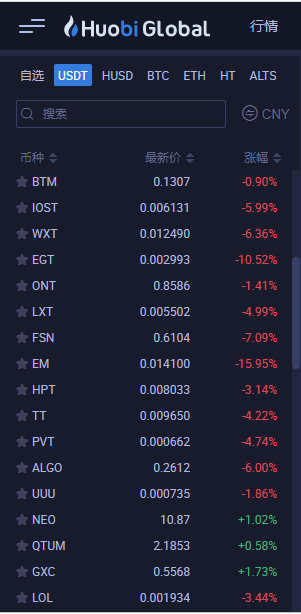 Huobi Global 行情
自选 USDT HUSD BTC ETH HT ALTS
搜索 CNY
币种 最新价 涨幅
BTM 0.1307 -0.90%
IOST 0.006131 -5.99%
WXT 0.012490 -6.36%
EGT 0.002993 -10.52%
ONT 0.8586 -1.41%
LXT 0.005502 -4.99%
FSN 0.6104 -7.09%
EM 0.014100 -15.95%
HPT 0.008033 -3.14%
TT 0.009650 -4.22%
PVT 0.000662 -4.74%
ALGO 0.2612 -6.00%
UUU 0.000735 -1.86%
NEO 10.87 +1.02%
QTUM 2.1853 +0.58%
GXC 0.5568 +1.73%
LOL 0.001934 -3.44%